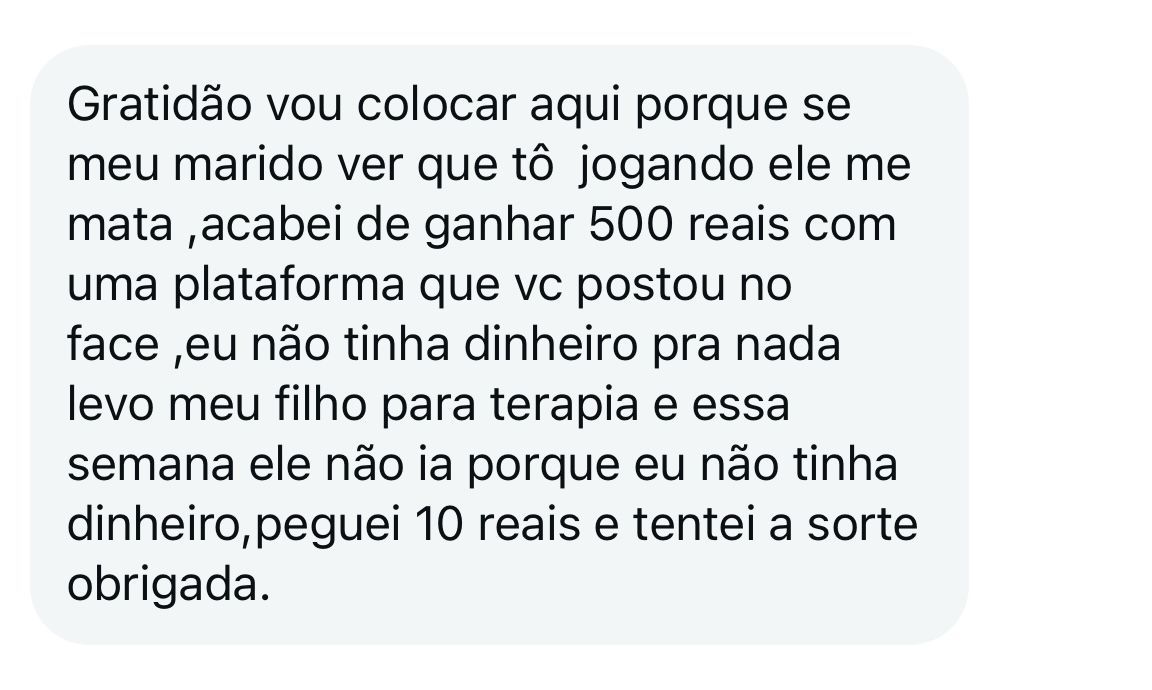 Gratidão vou colocar aqui porque se
meu marido ver que tô  jogando ele me
mata ,acabei de ganhar 500 reais com
uma plataforma que vc postou no
face ,eu não tinha dinheiro pra nada
levo meu filho para terapia e essa
semana ele não ia porque eu não tinha
dinheiro,peguei 10 reais e tentei a sorte
obrigada.